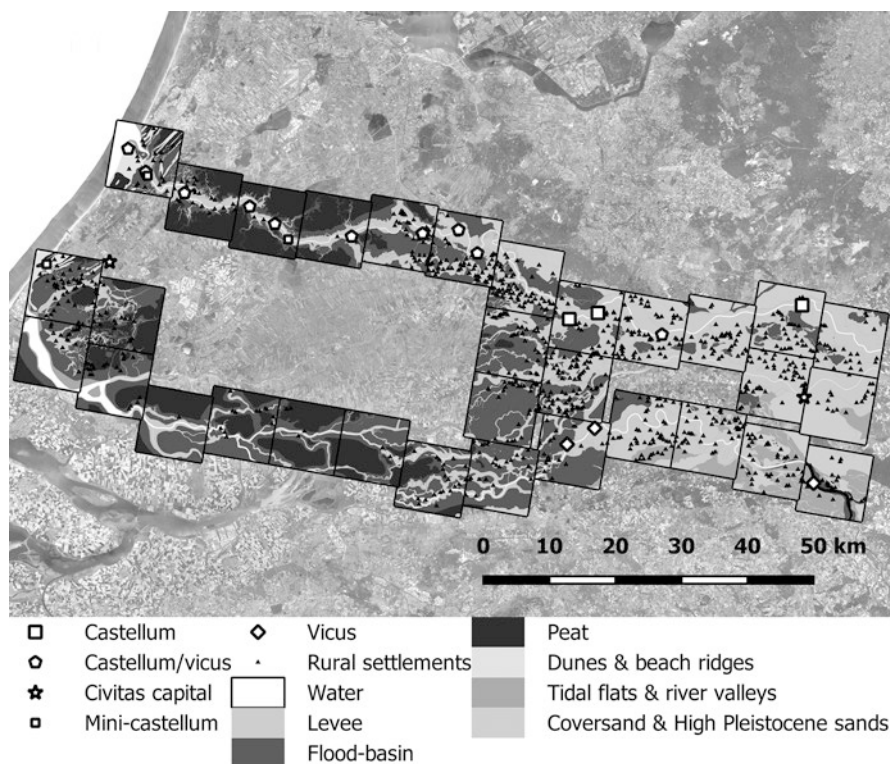 0 10 20 30 40 50 km
Castellum
Castellum/vicus
Civitas capital
Mini-castellum
Vicus
Rural settlements
Water
Levee
Flood-basin
Peat
Dunes & beach ridges
Tidal flats & river valleys
Coversand & High Pleistocene sands